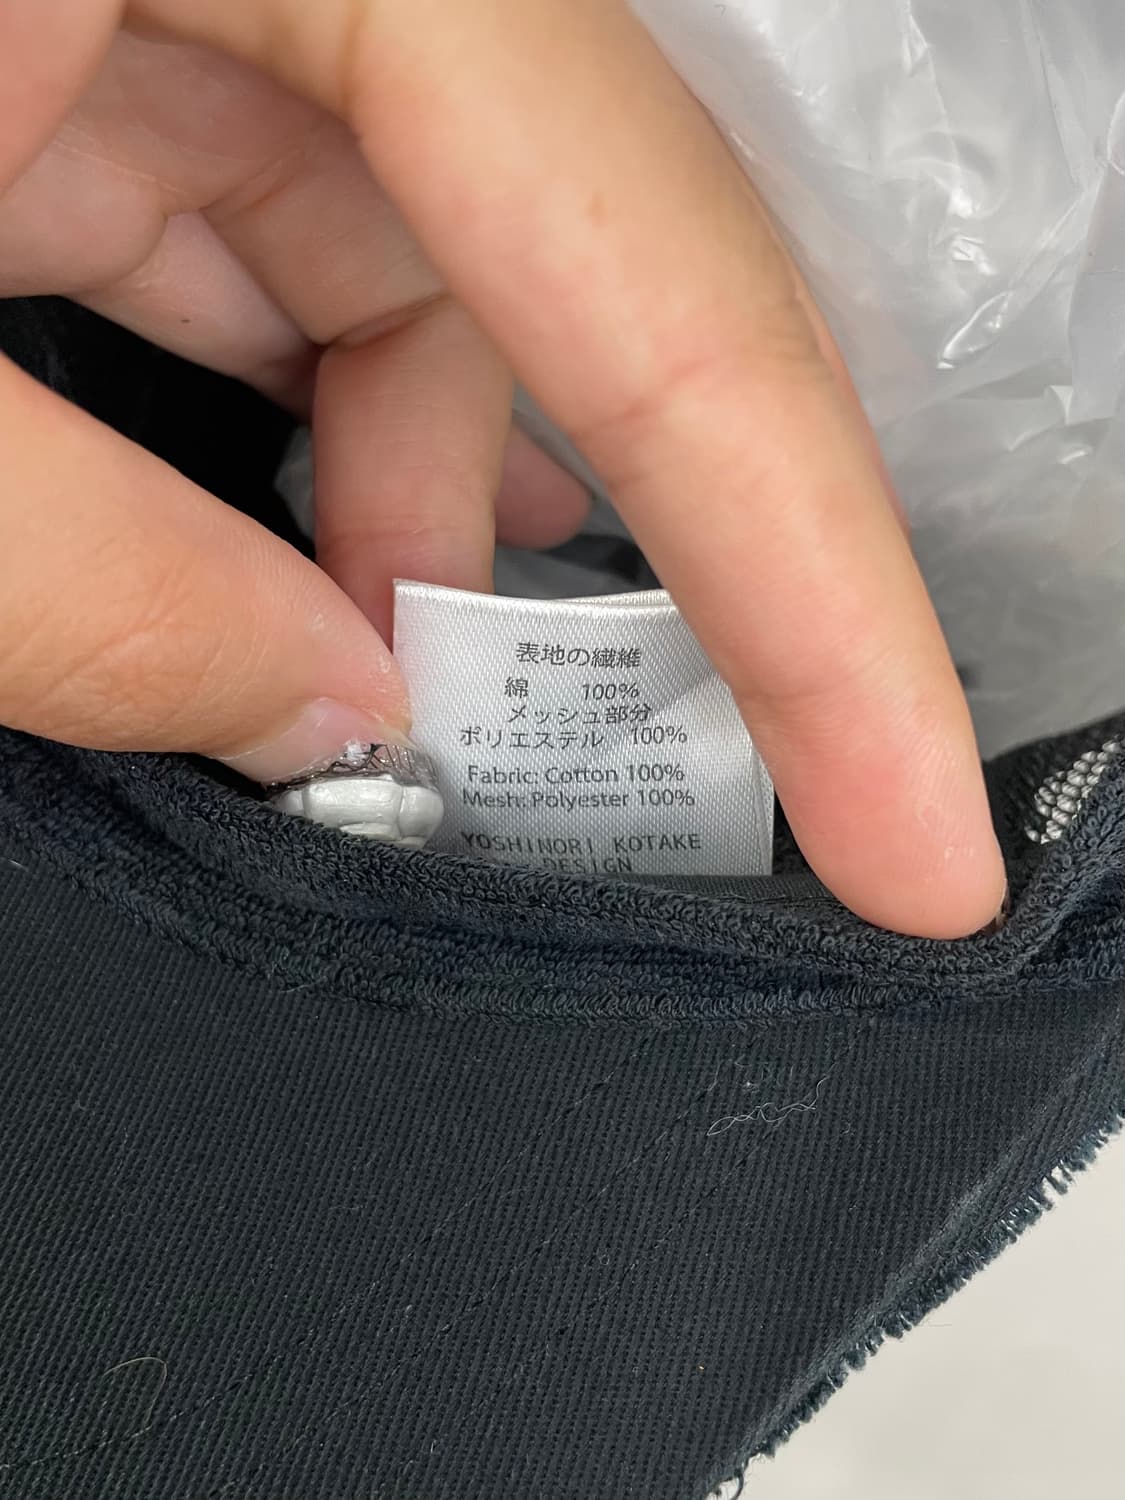 表地の繊維
綿 100%
メッシュ部分
ポリエステル 100%
Fabric: Cotton 100%
Mesh: Polyester 100%
YOSHINORI KOTAKE
DESIGN